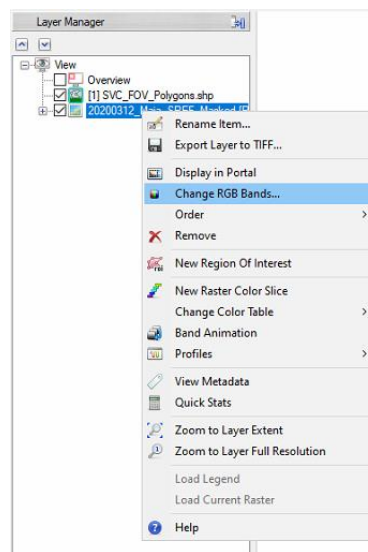 Layer Manager
View
Overview
[1] SVC_FOV_Polygons.shp
20200312_Maia_SREF_Masked
Rename Item...
Export Layer to TIFF...
Display in Portal
Change RGB Bands...
Order
Remove
New Region Of Interest
New Raster Color Slice
Change Color Table
Band Animation
Profiles
View Metadata
Quick Stats
Zoom to Layer Extent
Zoom to Layer Full Resolution
Load Legend
Load Current Raster
Help